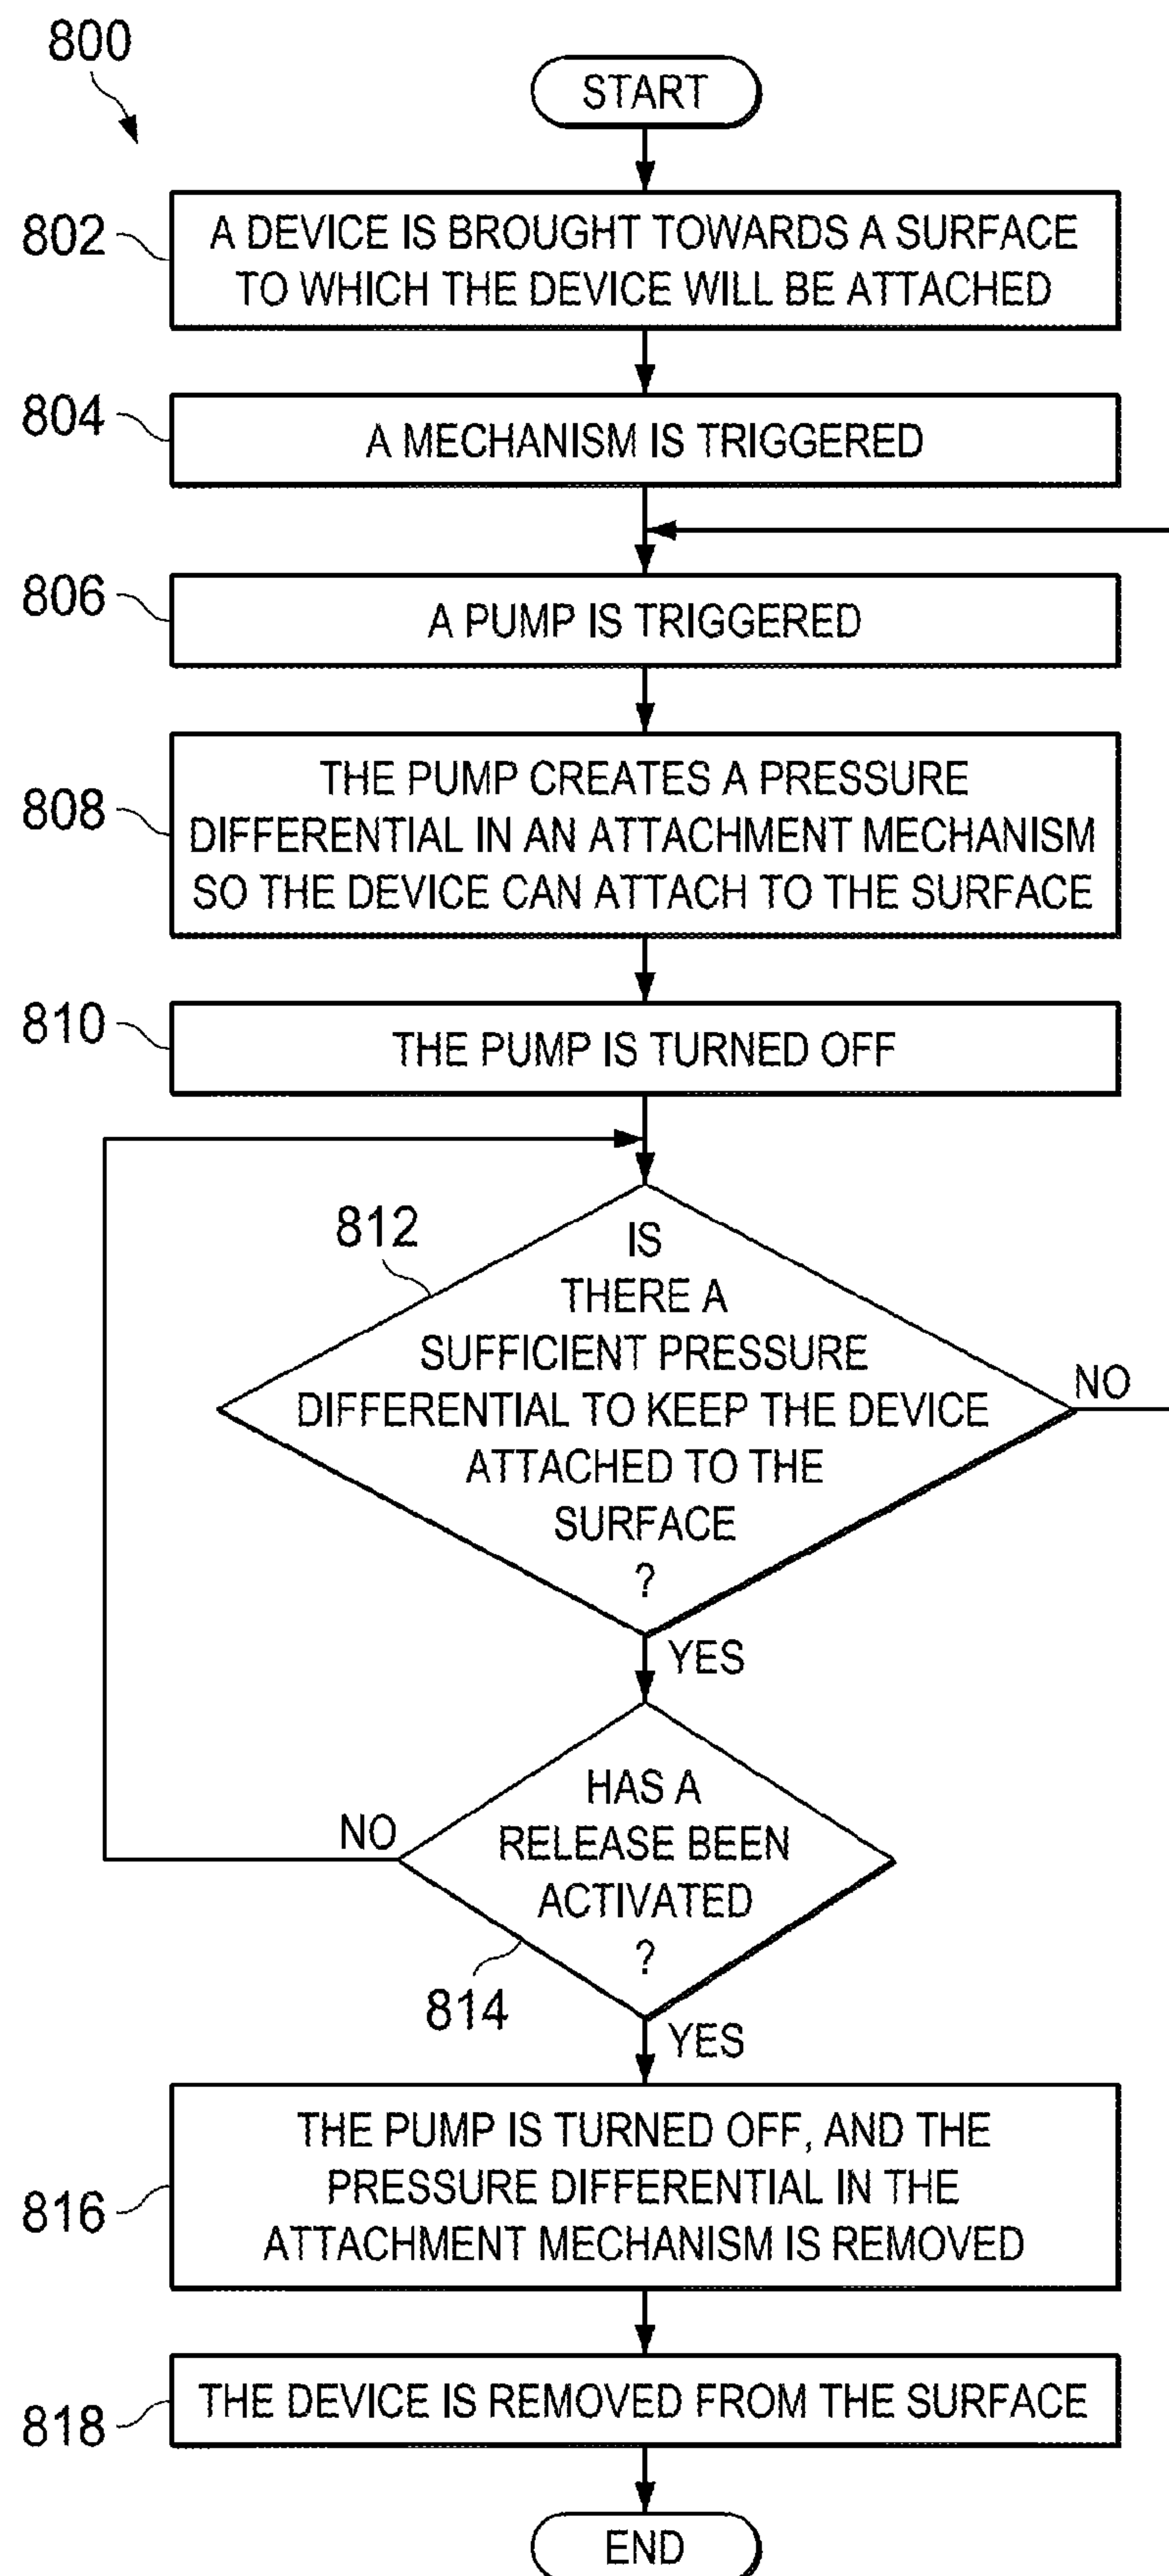 800
START
802
A DEVICE IS BROUGHT TOWARDS A SURFACE
TO WHICH THE DEVICE WILL BE ATTACHED
804
A MECHANISM IS TRIGGERED
806
A PUMP IS TRIGGERED
808
THE PUMP CREATES A PRESSURE
DIFFERENTIAL IN AN ATTACHMENT MECHANISM
SO THE DEVICE CAN ATTACH TO THE SURFACE
810
THE PUMP IS TURNED OFF
812
IS
THERE A
SUFFICIENT PRESSURE
DIFFERENTIAL TO KEEP THE DEVICE
ATTACHED TO THE
SURFACE
?
NO
YES
HAS A
RELEASE BEEN
ACTIVATED
?
NO
814
YES
816
THE PUMP IS TURNED OFF, AND THE
PRESSURE DIFFERENTIAL IN THE
ATTACHMENT MECHANISM IS REMOVED
818
THE DEVICE IS REMOVED FROM THE SURFACE
END